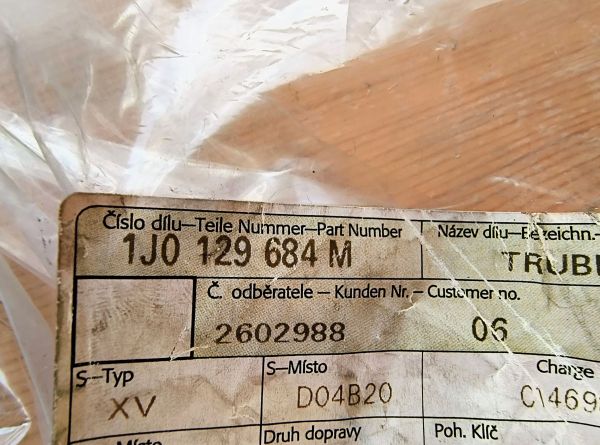 Číslo dílu—Teile Nummer—Part Number Název dílu—Bezeichn.-
1J0 129 684 M TRUB
Č. odběratele — Kunden Nr. — Customer no.
2602988 06
S—Typ S—Místo Charge
XV D04B20
Místo Druh dopravy Poh. Klíč